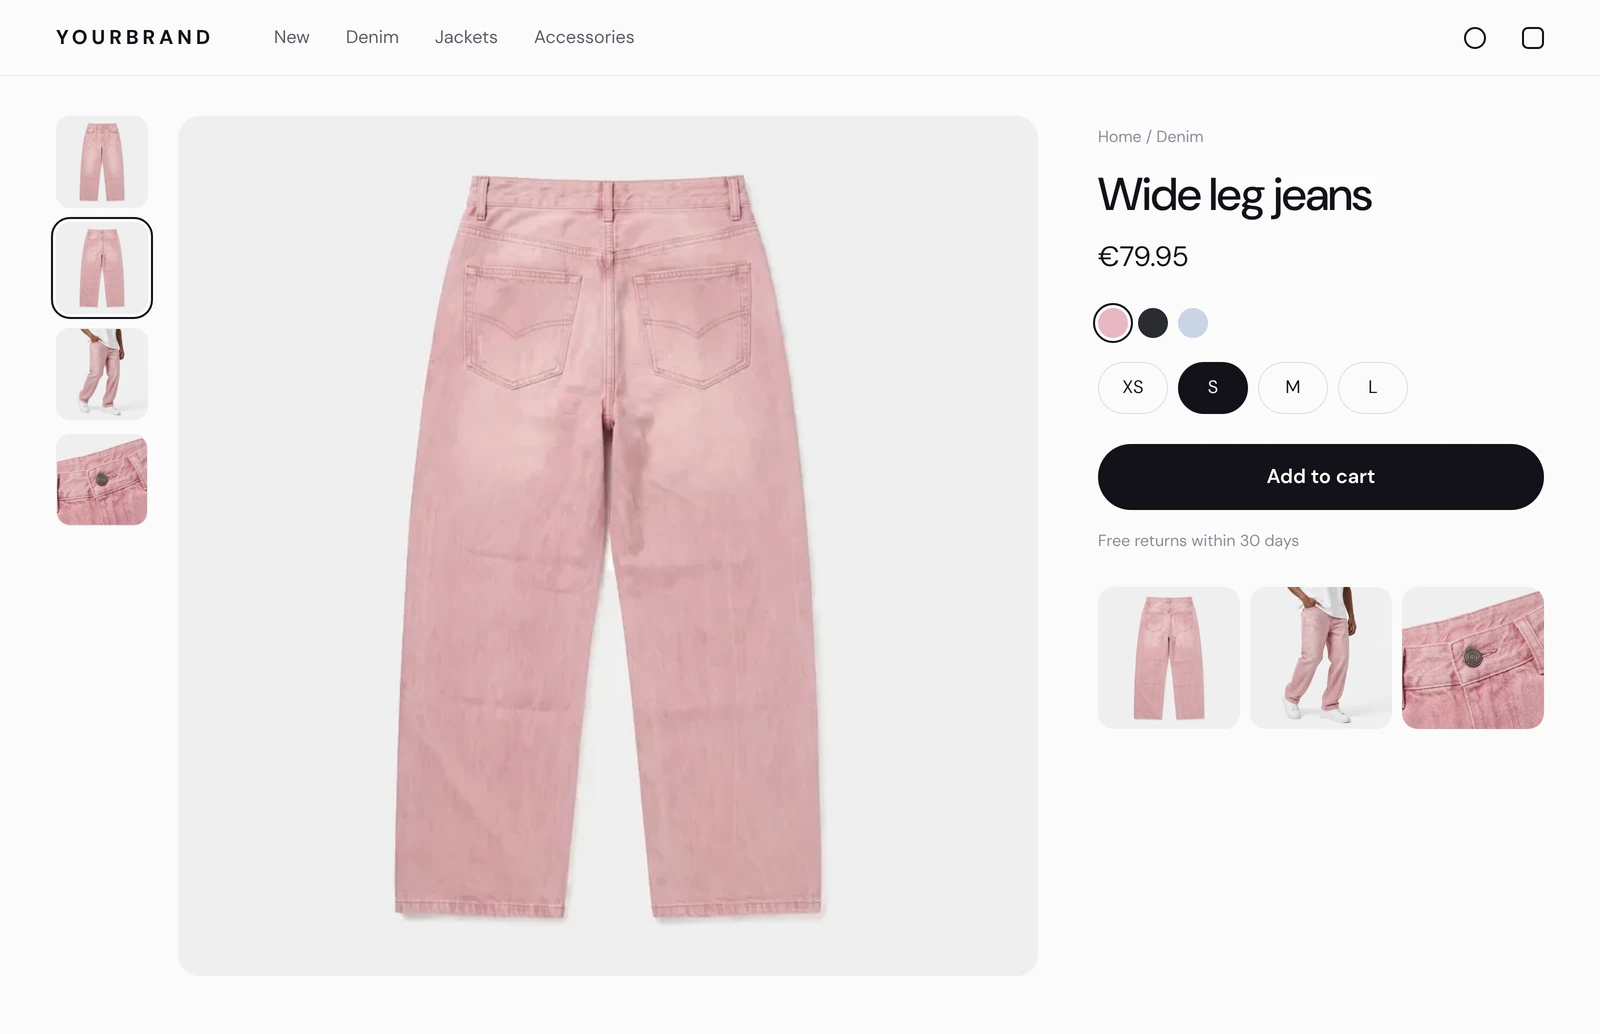 YOURBRAND
New Denim Jackets Accessories
Home / Denim
Wide leg jeans
€79.95
XS S M L
Add to cart
Free returns within 30 days